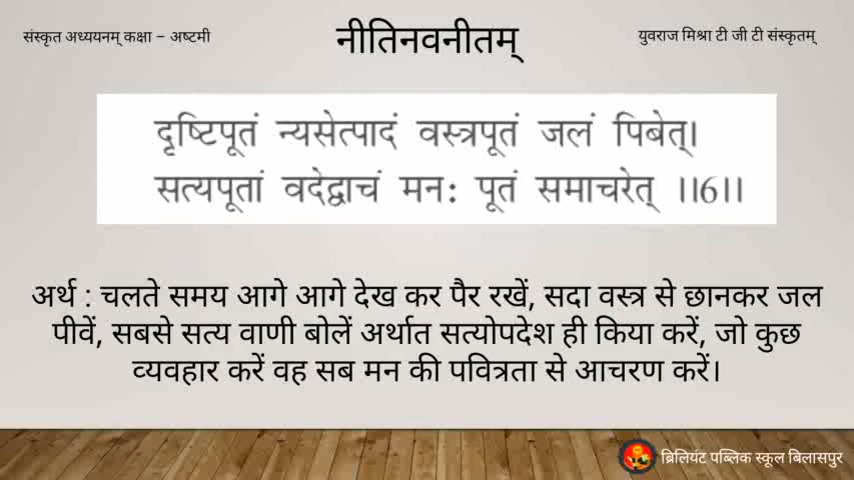 संस्कृत अध्ययनम् कक्षा – अष्टमी
नीतिनवनीतम्
युवराज मिश्रा टी जी टी संस्कृतम्
दृष्टिपूतं न्यसेत्पादं वस्त्रपूतं जलं पिबेत्।
सत्यपूतां वदेद्वाचं मनः पूतं समाचरेत् ।।6।।
अर्थ : चलते समय आगे आगे देख कर पैर रखें, सदा वस्त्र से छानकर जल
पीवें, सबसे सत्य वाणी बोलें अर्थात सत्योपदेश ही किया करें, जो कुछ
व्यवहार करें वह सब मन की पवित्रता से आचरण करें।
ब्रिलियंट पब्लिक स्कूल बिलासपुर